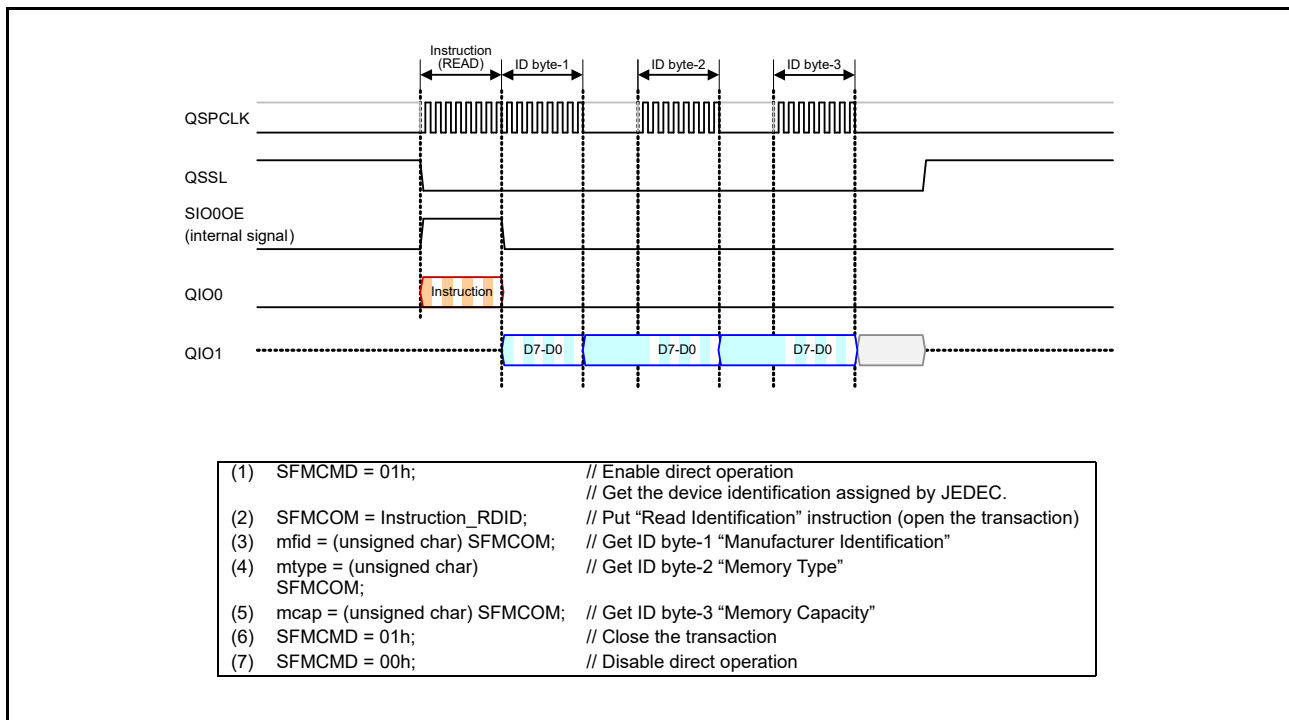 Instruction
(READ)
ID byte-1
ID byte-2
ID byte-3
QSPCLK
QSSL
SIO0OE
(internal signal)
QIO0
Instruction
QIO1
D7-D0
D7-D0
D7-D0
(1) SFMCMD = 01h; // Enable direct operation
// Get the device identification assigned by JEDEC.
(2) SFMCOM = Instruction_RDID; // Put “Read Identification” instruction (open the transaction)
(3) mfid = (unsigned char) SFMCOM; // Get ID byte-1 “Manufacturer Identification”
(4) mtype = (unsigned char) // Get ID byte-2 “Memory Type”
SFMCOM;
(5) mcap = (unsigned char) SFMCOM; // Get ID byte-3 “Memory Capacity”
(6) SFMCMD = 01h; // Close the transaction
(7) SFMCMD = 00h; // Disable direct operation